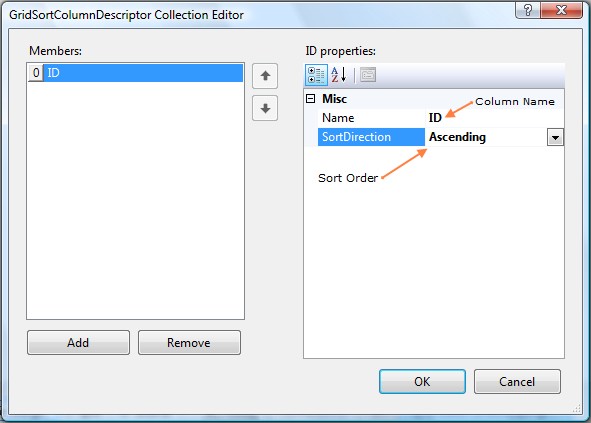 GridSortColumnDescriptor Collection Editor
?
Members:
ID properties:
0 ID
A Z
Misc
Column Name
Name ID
SortDirection Ascending
Sort Order
Add Remove
OK Cancel